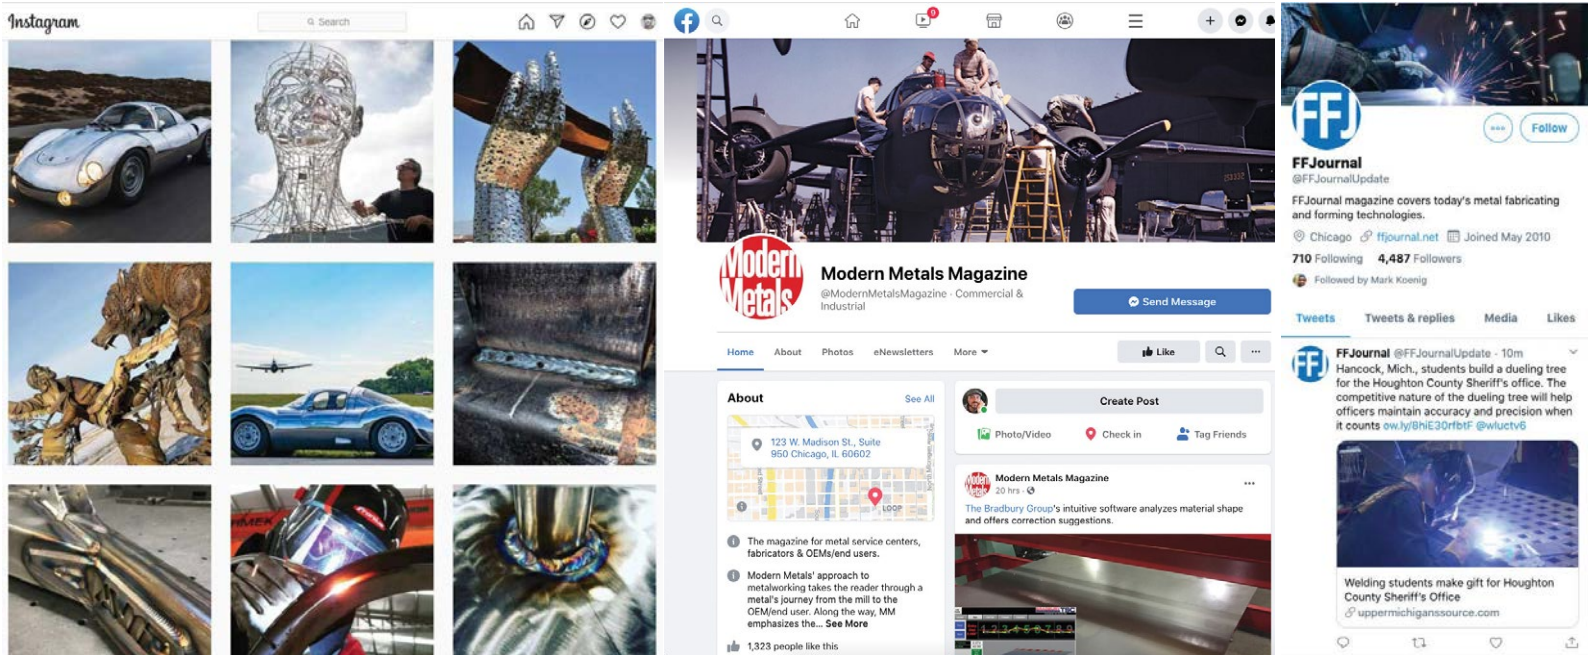 Instagram
Search
9
Modern
Metals
Modern Metals Magazine
@ModernMetalsMagazine · Commercial &
Industrial
Send Message
Home
About
Photos
eNewsletters
More
Like
About
See All
123 W. Madison St., Suite
950 Chicago, IL 60602
LOOP
The magazine for metal service centers,
fabricators & OEMs/end users.
Modern Metals' approach to
metalworking takes the reader through a
metal's journey from the mill to the
OEM/end user. Along the way, MM
emphasizes the... See More
1,323 people like this
Create Post
Photo/Video
Check in
Tag Friends
Modern
Metals
Modern Metals Magazine
20 hrs ·
The Bradbury Group's intuitive software analyzes material shape
and offers correction suggestions.
FFJ
Follow
FFJournal
@FFJournalUpdate
FFJournal magazine covers today's metal fabricating
and forming technologies.
Chicago ffjournal.net Joined May 2010
710 Following 4,487 Followers
Followed by Mark Koenig
Tweets
Tweets & replies
Media
Likes
FFJ
FFJournal @FFJournalUpdate · 10m
Hancock, Mich., students build a dueling tree
for the Houghton County Sheriff's office. The
competitive nature of the dueling tree will help
officers maintain accuracy and precision when
it counts ow.ly/8hiE30rfbtF @wluctv6
Welding students make gift for Houghton
County Sheriff's Office
uppermichiganssource.com